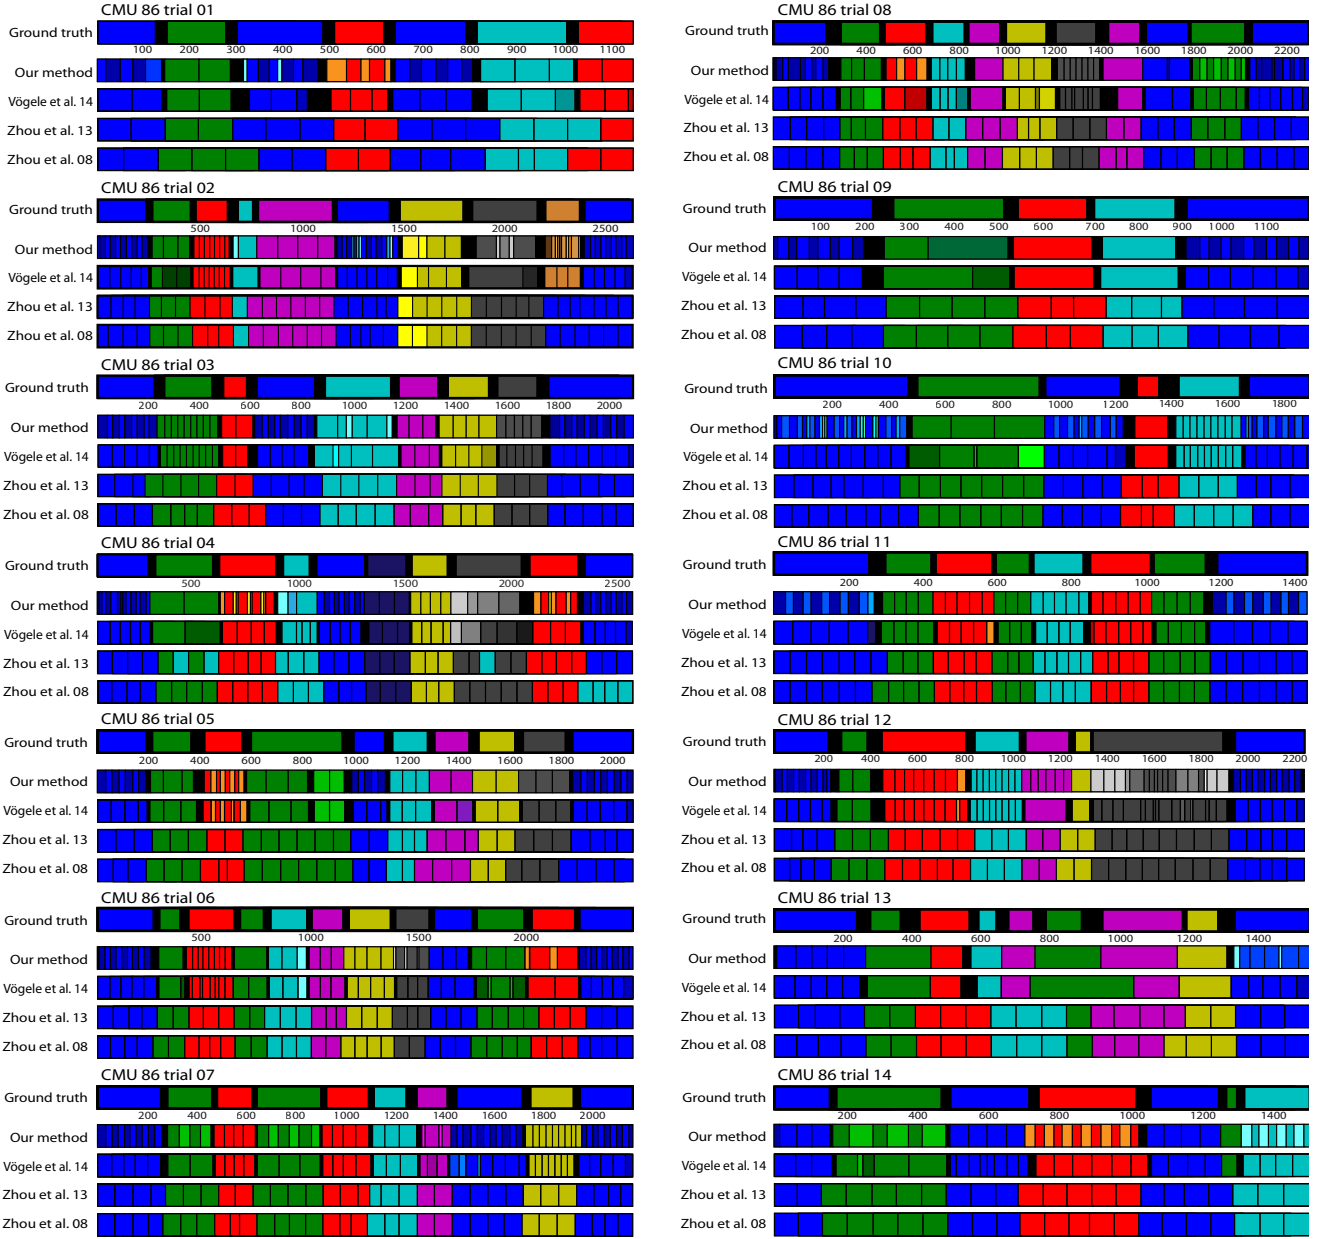 CMU 86 trial 01
Ground truth
100 200 300 400 500 600 700 800 900 1000 1100
Our method
Vögele et al. 14
Zhou et al. 13
Zhou et al. 08
CMU 86 trial 02
Ground truth
500 1000 1500 2000 2500
Our method
Vögele et al. 14
Zhou et al. 13
Zhou et al. 08
CMU 86 trial 03
Ground truth
200 400 600 800 1000 1200 1400 1600 1800 2000
Our method
Vögele et al. 14
Zhou et al. 13
Zhou et al. 08
CMU 86 trial 04
Ground truth
500 1000 1500 2000 2500
Our method
Vögele et al. 14
Zhou et al. 13
Zhou et al. 08
CMU 86 trial 05
Ground truth
200 400 600 800 1000 1200 1400 1600 1800 2000
Our method
Vögele et al. 14
Zhou et al. 13
Zhou et al. 08
CMU 86 trial 06
Ground truth
500 1000 1500 2000
Our method
Vögele et al. 14
Zhou et al. 13
Zhou et al. 08
CMU 86 trial 07
Ground truth
200 400 600 800 1000 1200 1400 1600 1800 2000
Our method
Vögele et al. 14
Zhou et al. 13
Zhou et al. 08
CMU 86 trial 08
Ground truth
200 400 600 800 1000 1200 1400 1600 1800 2000 2200
Our method
Vögele et al. 14
Zhou et al. 13
Zhou et al. 08
CMU 86 trial 09
Ground truth
100 200 300 400 500 600 700 800 900 1000 1100
Our method
Vögele et al. 14
Zhou et al. 13
Zhou et al. 08
CMU 86 trial 10
Ground truth
200 400 600 800 1000 1200 1400 1600 1800
Our method
Vögele et al. 14
Zhou et al. 13
Zhou et al. 08
CMU 86 trial 11
Ground truth
200 400 600 800 1000 1200 1400
Our method
Vögele et al. 14
Zhou et al. 13
Zhou et al. 08
CMU 86 trial 12
Ground truth
200 400 600 800 1000 1200 1400 1600 1800 2000 2200
Our method
Vögele et al. 14
Zhou et al. 13
Zhou et al. 08
CMU 86 trial 13
Ground truth
200 400 600 800 1000 1200 1400
Our method
Vögele et al. 14
Zhou et al. 13
Zhou et al. 08
CMU 86 trial 14
Ground truth
200 400 600 800 1000 1200 1400
Our method
Vögele et al. 14
Zhou et al. 13
Zhou et al. 08